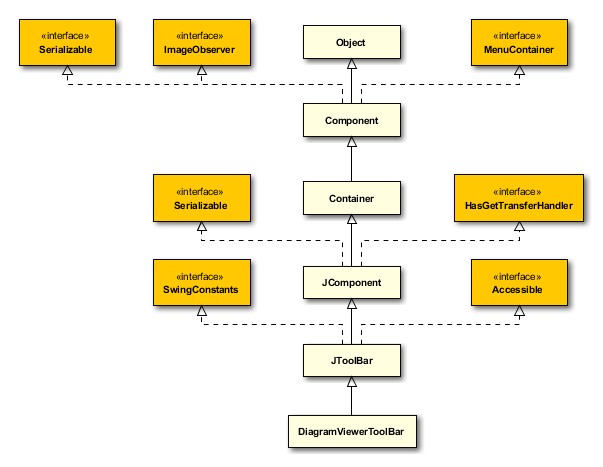 «interface»
Serializable
«interface»
ImageObserver
Object
«interface»
MenuContainer
Component
«interface»
Serializable
Container
«interface»
HasGetTransferHandler
«interface»
SwingConstants
JComponent
«interface»
Accessible
JToolBar
DiagramViewerToolBar